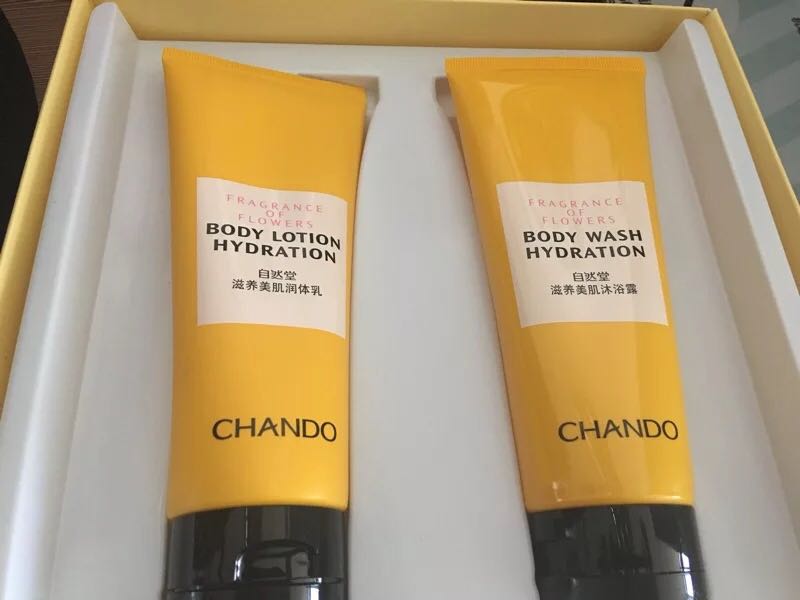 FRAGRANCE
OF
FLOWERS
BODY LOTION
HYDRATION
自然堂
滋养美肌润体乳
CHANDO
FRAGRANCE
OF
FLOWERS
BODY WASH
HYDRATION
自然堂
滋养美肌沐浴露
CHANDO